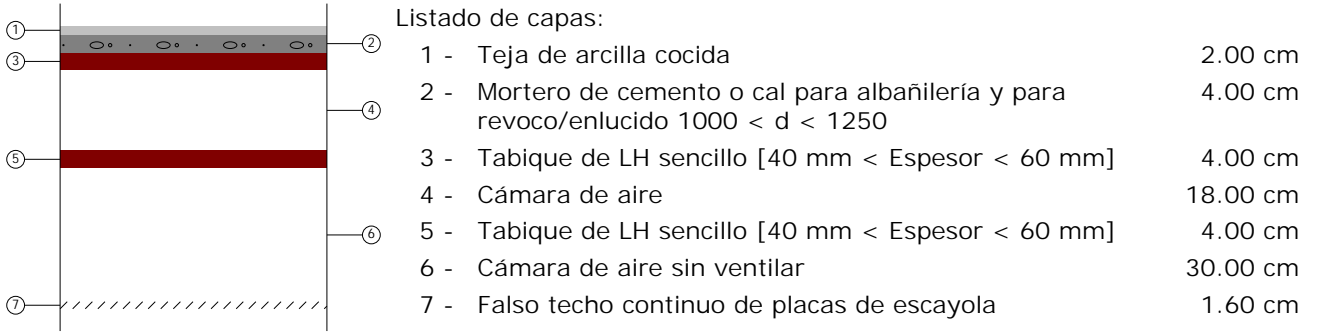 Listado de capas:
1 - Teja de arcilla cocida 2.00 cm
2 - Mortero de cemento o cal para albañilería y para 4.00 cm
revoco/enlucido 1000 < d < 1250
3 - Tabique de LH sencillo [40 mm < Espesor < 60 mm] 4.00 cm
4 - Cámara de aire 18.00 cm
5 - Tabique de LH sencillo [40 mm < Espesor < 60 mm] 4.00 cm
6 - Cámara de aire sin ventilar 30.00 cm
7 - Falso techo continuo de placas de escayola 1.60 cm
1
2
3
4
5
6
7